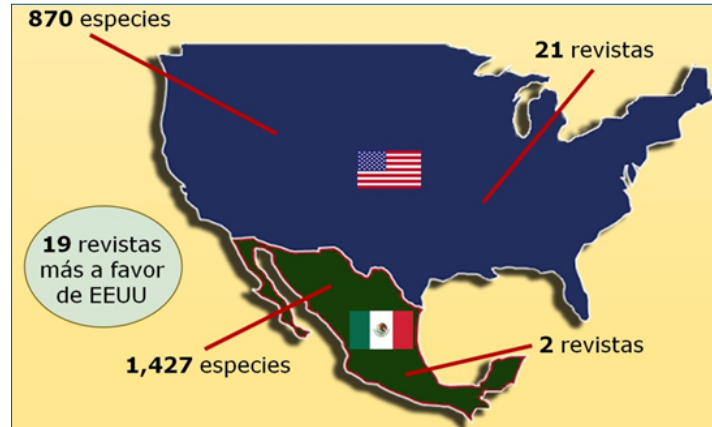 870 especies
21 revistas
19 revistas
más a favor
de EEUU
1,427 especies
2 revistas